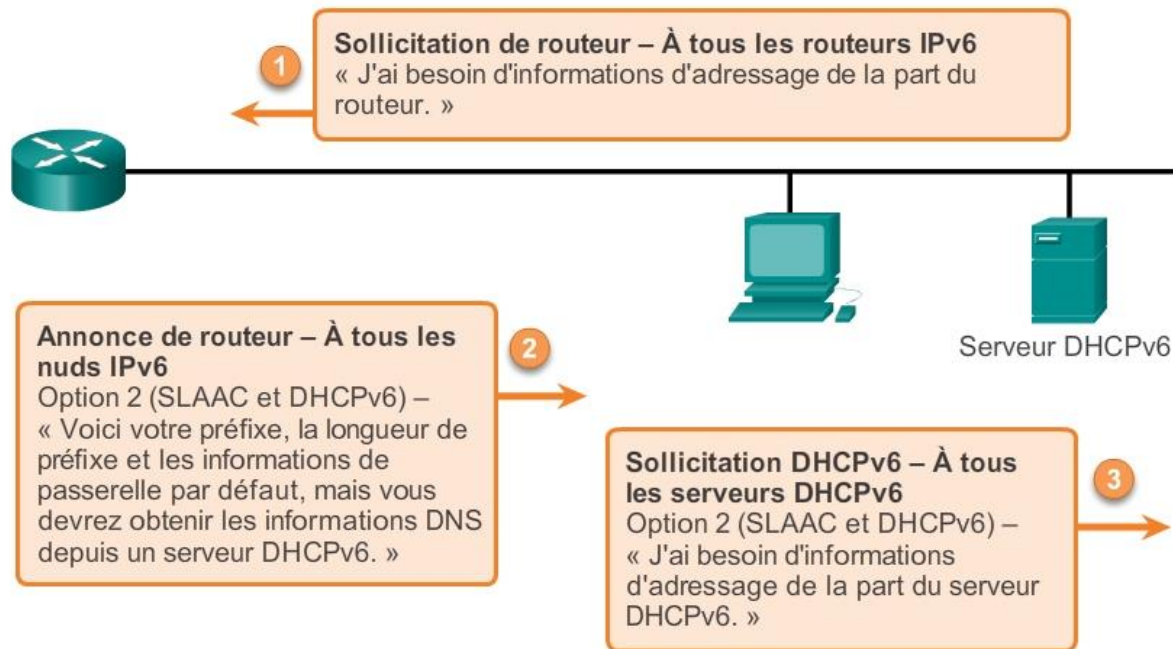 1
Sollicitation de routeur – À tous les routeurs IPv6
« J'ai besoin d'informations d'adressage de la part du
routeur. »
Serveur DHCPv6
Annonce de routeur – À tous les
nuds IPv6
Option 2 (SLAAC et DHCPv6) –
« Voici votre préfixe, la longueur de
préfixe et les informations de
passerelle par défaut, mais vous
devrez obtenir les informations DNS
depuis un serveur DHCPv6. »
2
Sollicitation DHCPv6 – À tous
les serveurs DHCPv6
Option 2 (SLAAC et DHCPv6) –
« J'ai besoin d'informations
d'adressage de la part du serveur
DHCPv6. »
3